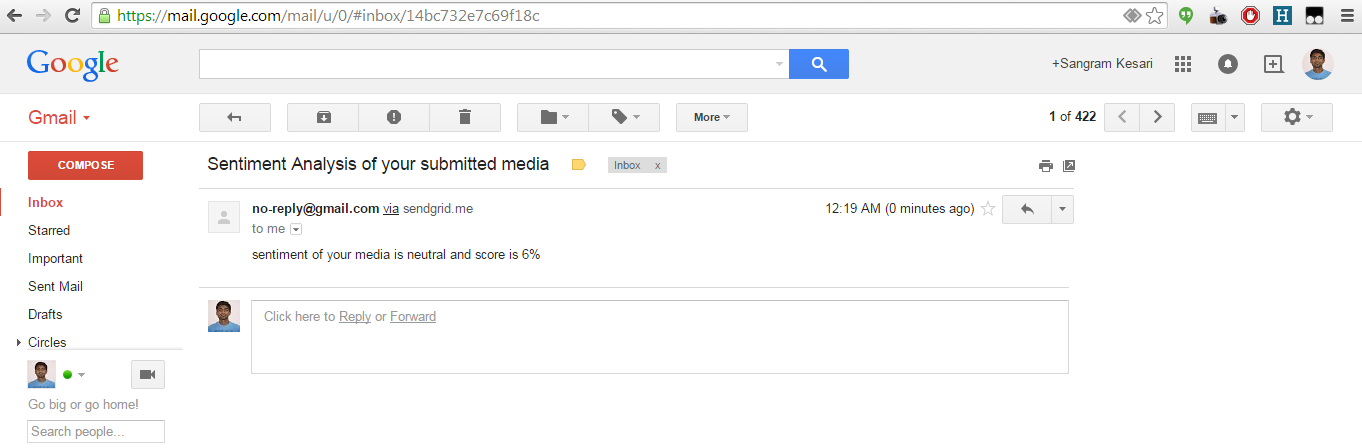 https://mail.google.com/mail/u/0/#inbox/14bc732e7c69f18c
H
Google
+Sangram Kesari
Gmail
More
1 of 422
COMPOSE
Sentiment Analysis of your submitted media
Inbox x
Inbox
no-reply@gmail.com via sendgrid.me
12:19 AM (0 minutes ago)
Starred
to me
Important
sentiment of your media is neutral and score is 6%
Sent Mail
Drafts
Click here to Reply or Forward
Circles
Go big or go home!
Search people...